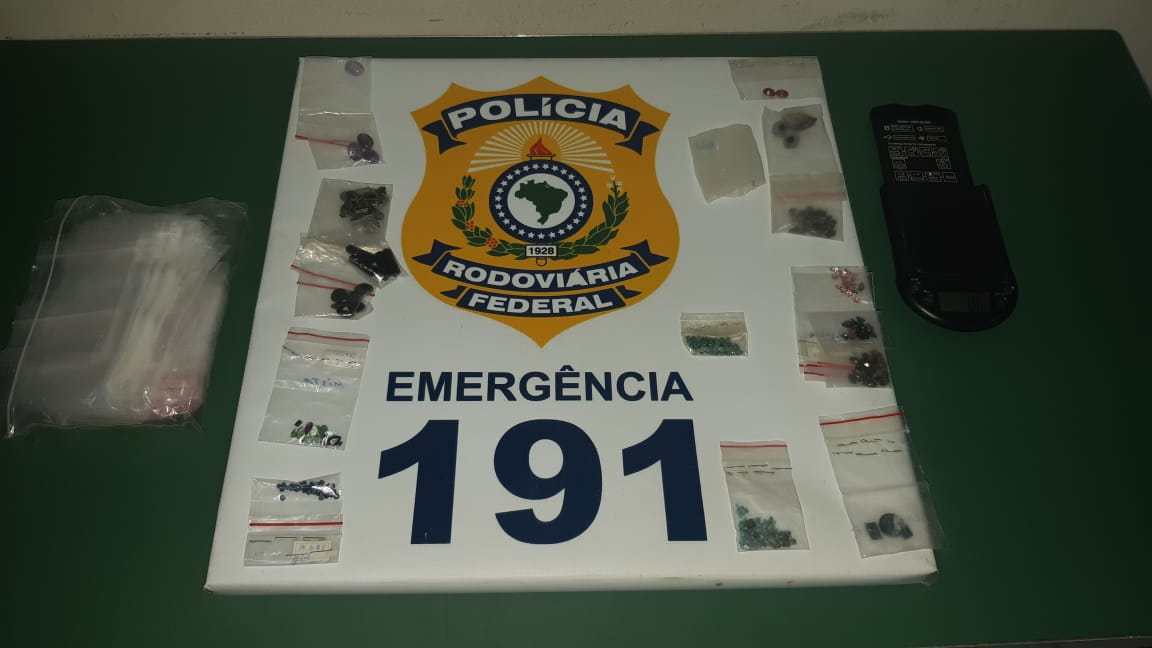 POLÍCIA
1928
RODOVIÁRIA
FEDERAL
EMERGÊNCIA
191